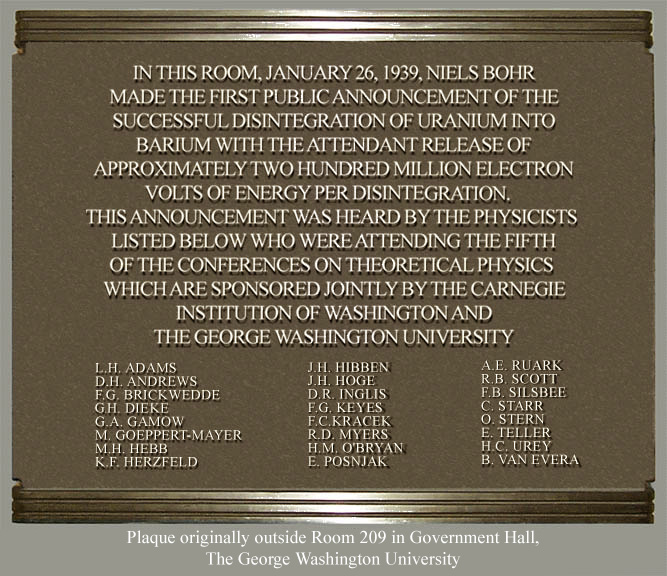 IN THIS ROOM, JANUARY 26, 1939, NIELS BOHR
MADE THE FIRST PUBLIC ANNOUNCEMENT OF THE
SUCCESSFUL DISINTEGRATION OF URANIUM INTO
BARIUM WITH THE ATTENDANT RELEASE OF
APPROXIMATELY TWO HUNDRED MILLION ELECTRON
VOLTS OF ENERGY PER DISINTEGRATION.
THIS ANNOUNCEMENT WAS HEARD BY THE PHYSICISTS
LISTED BELOW WHO WERE ATTENDING THE FIFTH
OF THE CONFERENCES ON THEORETICAL PHYSICS
WHICH ARE SPONSORED JOINTLY BY THE CARNEGIE
INSTITUTION OF WASHINGTON AND
THE GEORGE WASHINGTON UNIVERSITY
L.H. ADAMS
D.H. ANDREWS
F.G. BRICKWEDDE
G.H. DIEKE
G.A. GAMOW
M. GOEPPERT-MAYER
M.H. HEBB
K.F. HERZFELD
J.H. HIBBEN
J.H. HOGE
D.R. INGLIS
F.G. KEYES
F.C.KRACEK
R.D. MYERS
H.M. O'BRYAN
E. POSNJAK
A.E. RUARK
R.B. SCOTT
F.B. SILSBEE
C. STARR
O. STERN
E. TELLER
H.C. UREY
B. VAN EVERA
Plaque originally outside Room 209 in Government Hall,
The George Washington University